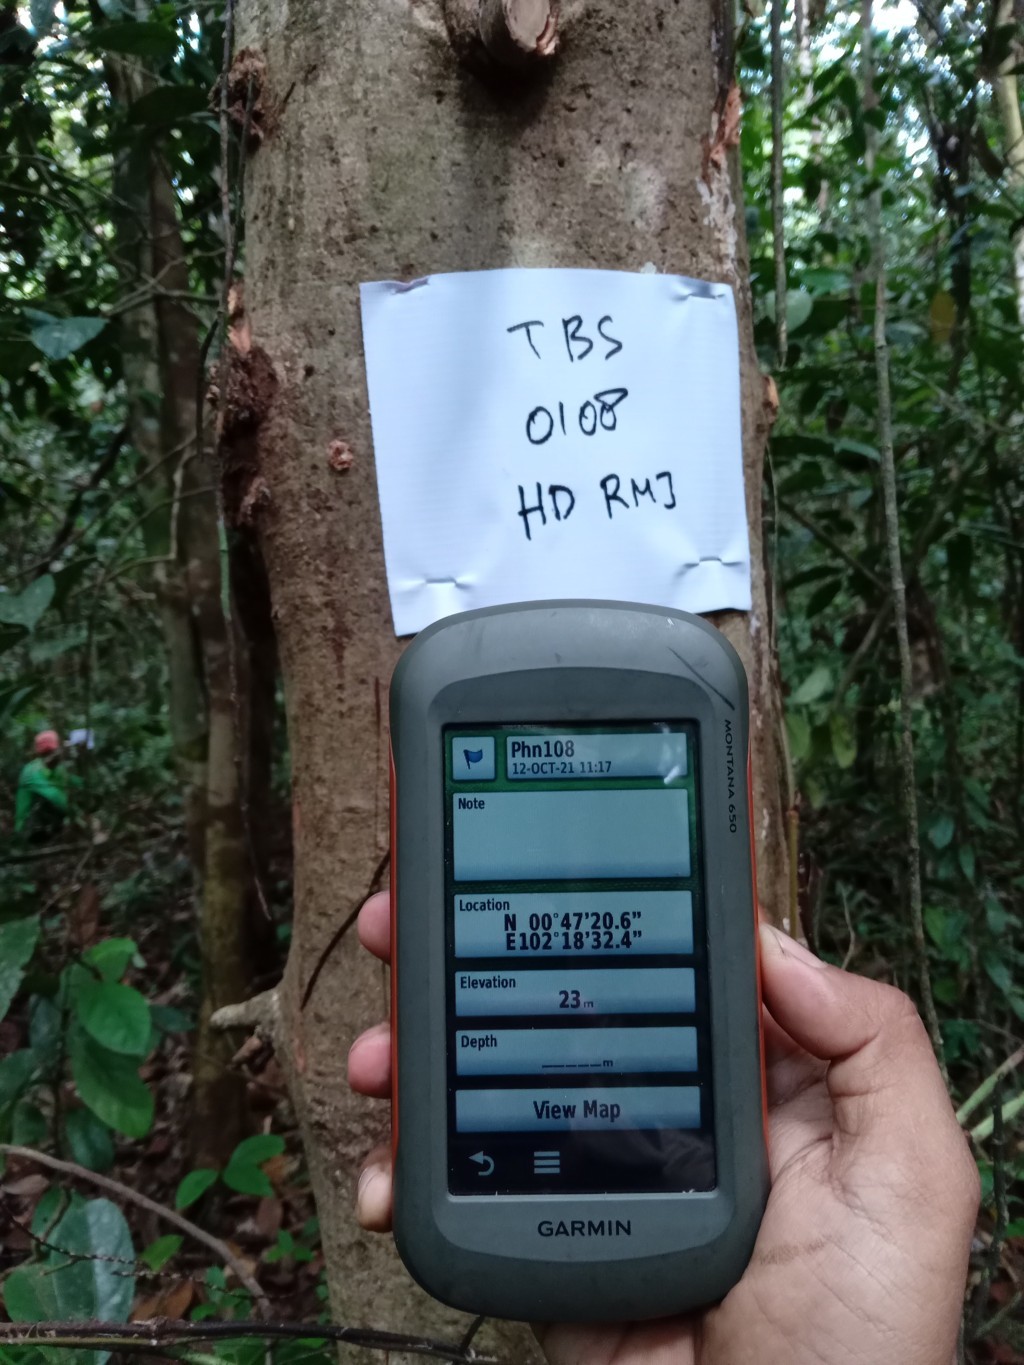 TBS
0108
HD RMJ
MONTANA 650
Phn108
12-OCT-21 11:17
Note
Location
N 00°47'20.6"
E102°18'32.4"
Elevation
23 m
Depth
_____m
View Map
GARMIN